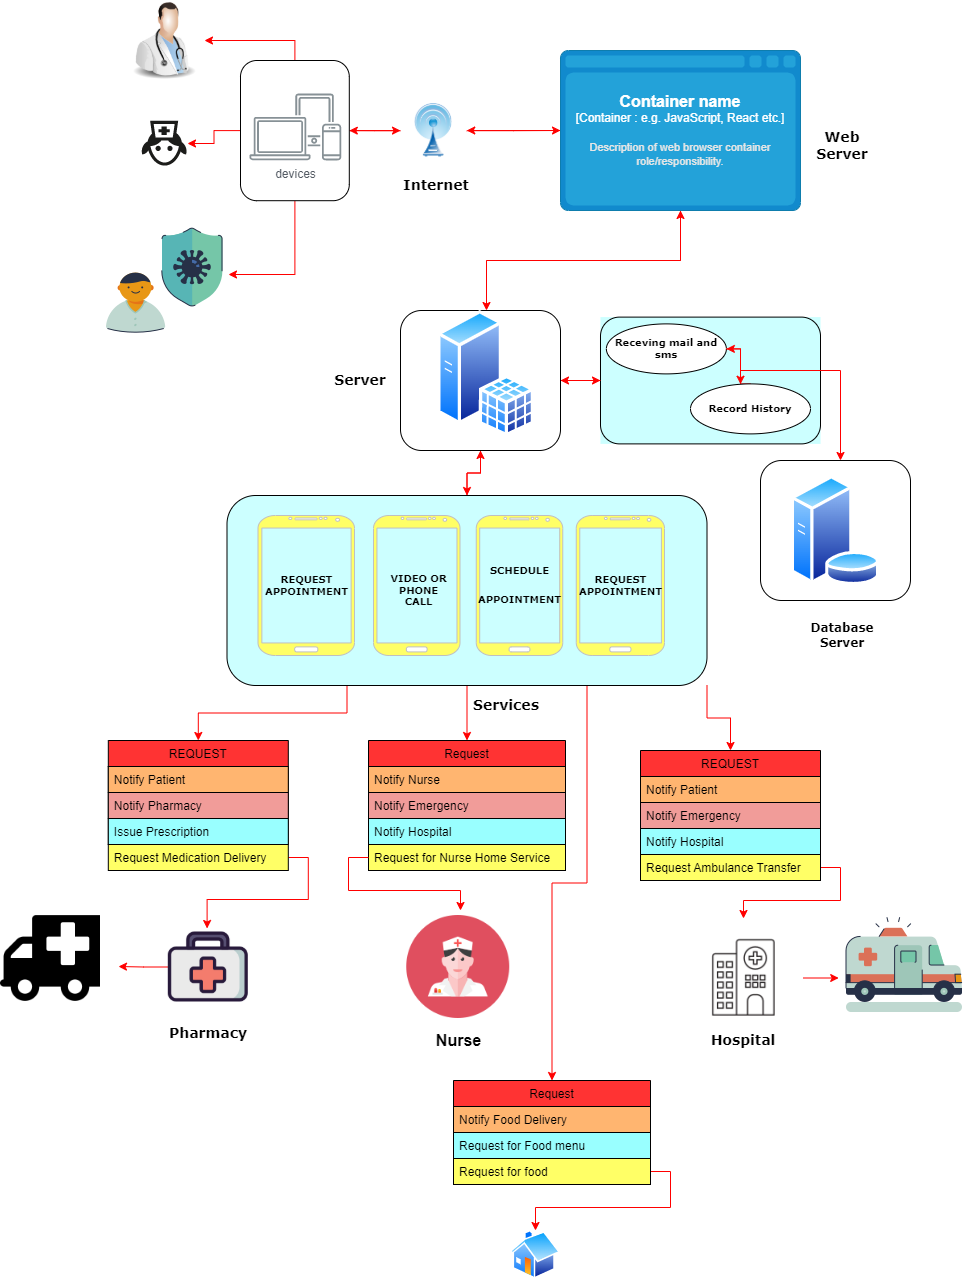 devices
Internet
Container name
[Container : e.g. JavaScript, React etc.]
Description of web browser container
role/responsibility.
Web
Server
Server
Receving mail and
sms
Record History
Database
Server
REQUEST
APPOINTMENT
VIDEO OR
PHONE
CALL
SCHEDULE
APPOINTMENT
REQUEST
APPOINTMENT
Services
REQUEST
Notify Patient
Notify Pharmacy
Issue Prescription
Request Medication Delivery
Request
Notify Nurse
Notify Emergency
Notify Hospital
Request for Nurse Home Service
REQUEST
Notify Patient
Notify Emergency
Notify Hospital
Request Ambulance Transfer
Pharmacy
Nurse
Hospital
Request
Notify Food Delivery
Request for Food menu
Request for food